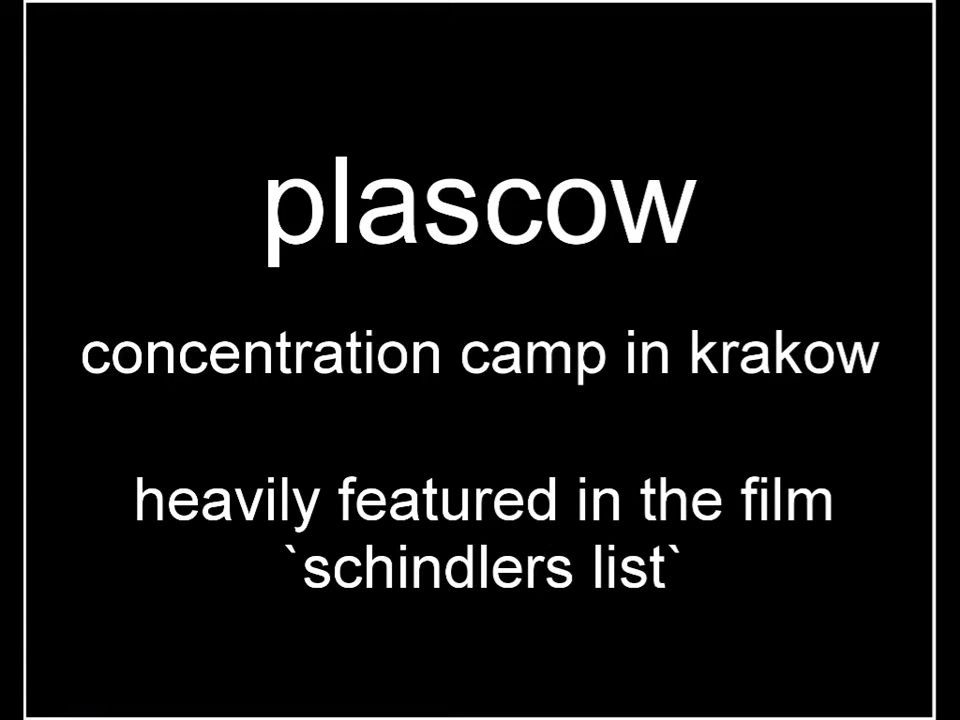 plascow
concentration camp in krakow
heavily featured in the film
`schindlers list`